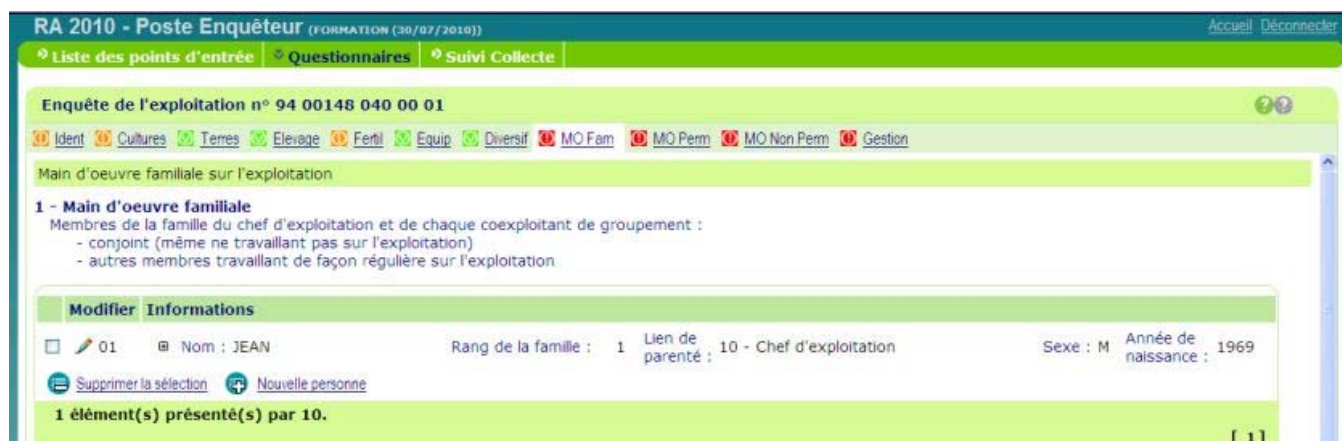 RA 2010 - Poste Enquêteur (FORMATION (30/07/2010)) Accueil Déconnecter
Liste des points d'entrée Questionnaires Suivi Collecte
Enquête de l'exploitation n° 94 00148 040 00 01
Ident Cultures Terres Elevage Fertil Equip Diversif MO Fam MO Perm MO Non Perm Gestion
Main d'oeuvre familiale sur l'exploitation
1 - Main d'oeuvre familiale
Membres de la famille du chef d'exploitation et de chaque coexploitant de groupement :
- conjoint (même ne travaillant pas sur l'exploitation)
- autres membres travaillant de façon régulière sur l'exploitation
Modifier Informations
01 Nom : JEAN Rang de la famille : 1 Lien de parenté : 10 - Chef d'exploitation Sexe : M Année de naissance : 1969
Supprimer la sélection Nouvelle personne
1 élément(s) présenté(s) par 10.
[ 1]